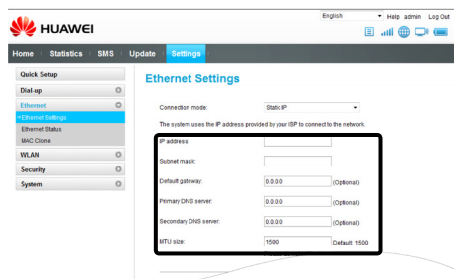 English Help admin Log Out
HUAWEI
Home Statistics SMS Update Settings
Quick Setup
Dial-up
Ethernet
Ethernet Settings
Ethernet Status
MAC Clone
WLAN
Security
System
Ethernet Settings
Connection mode: Static IP
The system uses the IP address provided by your ISP to connect to the network.
IP address
Subnet mask:
Default gateway: 0.0.0.0 (Optional)
Primary DNS server: 0.0.0.0 (Optional)
Secondary DNS server: 0.0.0.0 (Optional)
MTU size: 1500 Default: 1500